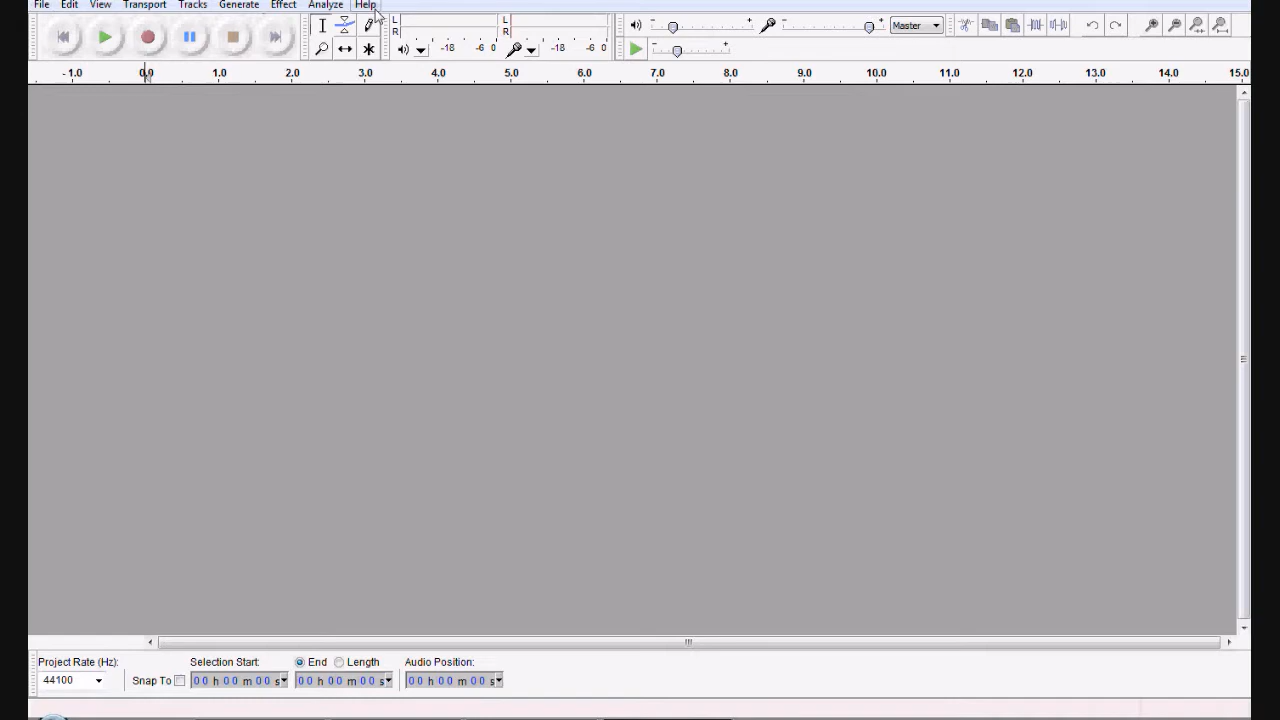 File Edit View Transport Tracks Generate Effect Analyze Help
L
R
L
R
-18 -6 0
-18 -6 0
- + - +
Master
- +
- 1.0 0.0 1.0 2.0 3.0 4.0 5.0 6.0 7.0 8.0 9.0 10.0 11.0 12.0 13.0 14.0 15.0
Project Rate (Hz): Selection Start: End Length Audio Position:
44100 Snap To 00 h 00 m 00 s 00 h 00 m 00 s 00 h 00 m 00 s